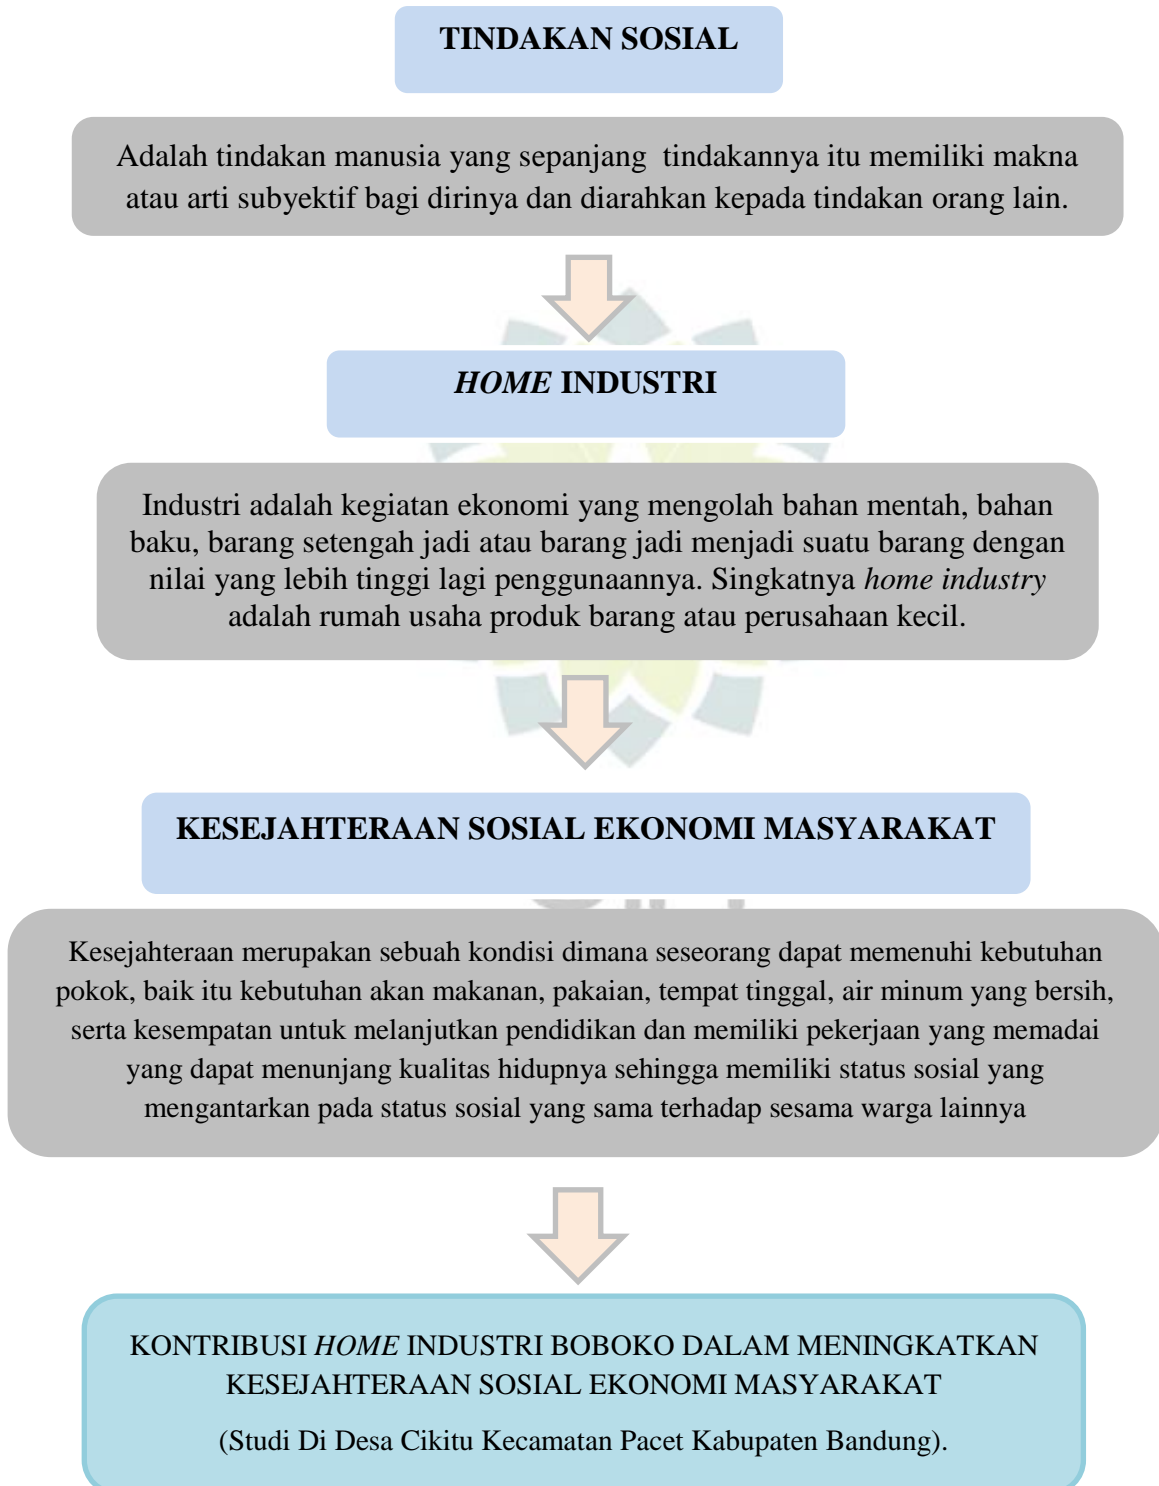 TINDAKAN SOSIAL
Adalah tindakan manusia yang sepanjang tindakannya itu memiliki makna
atau arti subyektif bagi dirinya dan diarahkan kepada tindakan orang lain.
HOME INDUSTRI
Industri adalah kegiatan ekonomi yang mengolah bahan mentah, bahan
baku, barang setengah jadi atau barang jadi menjadi suatu barang dengan
nilai yang lebih tinggi lagi penggunaannya. Singkatnya home industry
adalah rumah usaha produk barang atau perusahaan kecil.
KESEJAHTERAAN SOSIAL EKONOMI MASYARAKAT
Kesejahteraan merupakan sebuah kondisi dimana seseorang dapat memenuhi kebutuhan
pokok, baik itu kebutuhan akan makanan, pakaian, tempat tinggal, air minum yang bersih,
serta kesempatan untuk melanjutkan pendidikan dan memiliki pekerjaan yang memadai
yang dapat menunjang kualitas hidupnya sehingga memiliki status sosial yang
mengantarkan pada status sosial yang sama terhadap sesama warga lainnya
KONTRIBUSI HOME INDUSTRI BOBOKO DALAM MENINGKATKAN
KESEJAHTERAAN SOSIAL EKONOMI MASYARAKAT
(Studi Di Desa Cikitu Kecamatan Pacet Kabupaten Bandung).